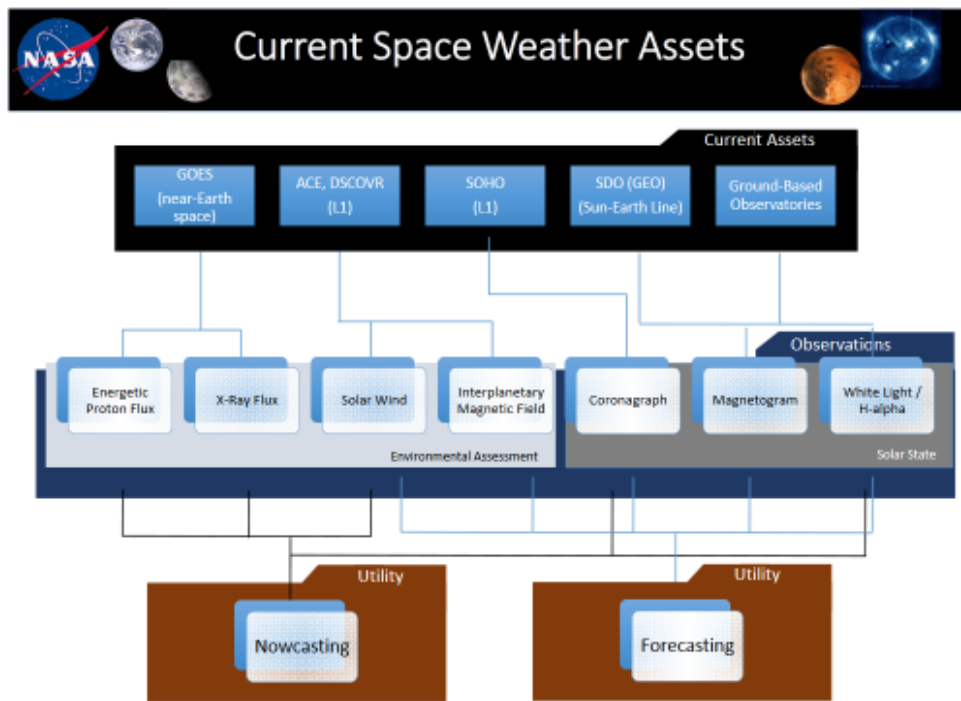 NASA
Current Space Weather Assets
Current Assets
GOES
(near-Earth
space)
ACE, DSCOVR
(L1)
SOHO
(L1)
SDO (GEO)
(Sun-Earth Line)
Ground-Based
Observatories
Observations
Energetic
Proton Flux
X-Ray Flux
Solar Wind
Interplanetary
Magnetic Field
Coronagraph
Magnetogram
White Light /
H-alpha
Environmental Assessment
Solar State
Utility
Nowcasting
Utility
Forecasting